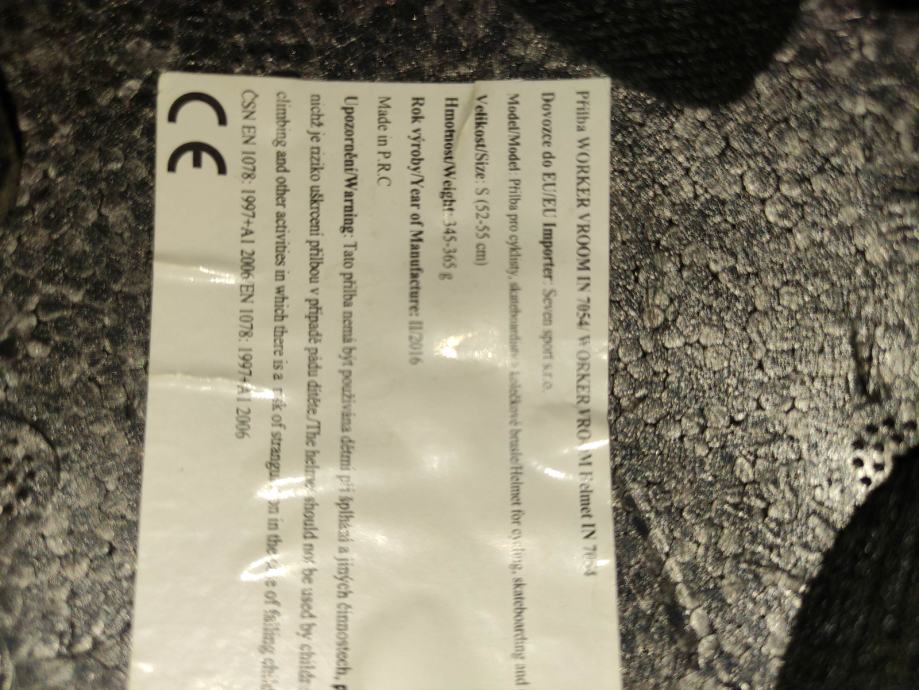 Přilba WORKER VROOM IN 7054/ WORKER VROOM Helmet IN 7054
Dovozce do EU/EU Importer: Seven sport s.r.o.
Model/Model Přilba pro cyklisty, skateboardisty kolečkové brusle/Helmet for cycling, skateboarding and
Velikost/Size: S (52-55 cm)
Hmotnost/Weight: 345-365 g
Rok výroby/Year of Manufacture: II/2016
Made in P.R.C
Upozornění/Warning: Tato přilba nemá být používána dětmi při šplhání a jiných činnostech,
nichž je riziko uškrcení přilbou v případě pádu dítěte./The helmet should not be used by
climbing and other activities in which there is a risk of strangulation in the case of falling
ČSN EN 1078: 1997+A1 2006/EN 1078: 1997+A1 2006
CE